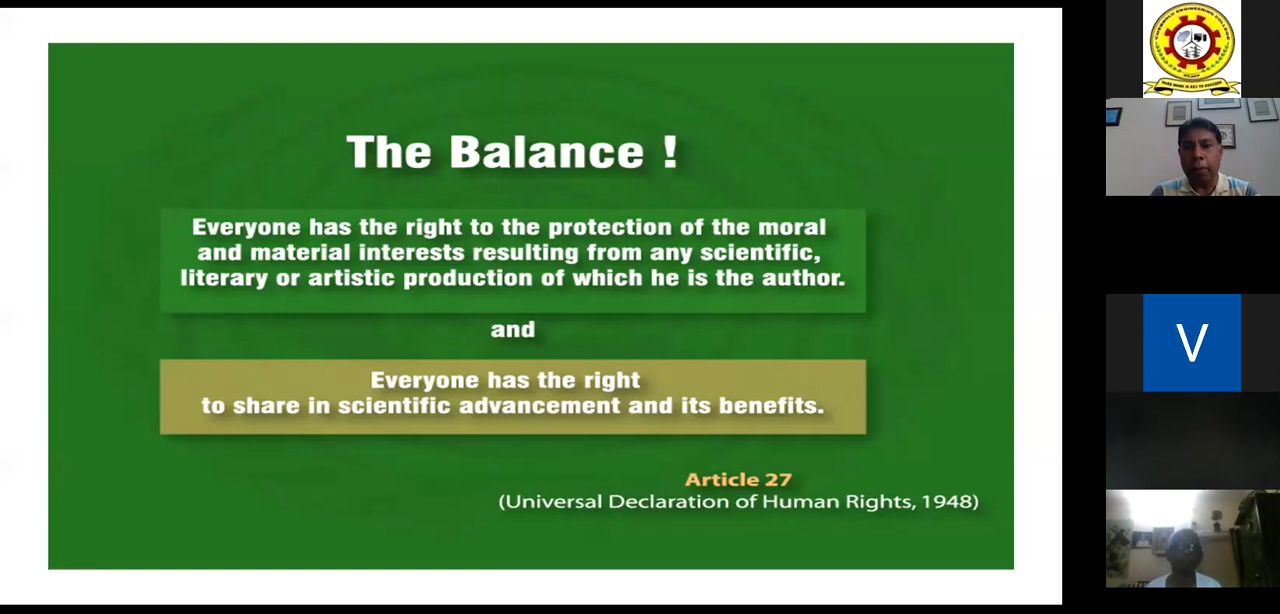 The Balance !
Everyone has the right to the protection of the moral
and material interests resulting from any scientific,
literary or artistic production of which he is the author.
and
Everyone has the right
to share in scientific advancement and its benefits.
Article 27
(Universal Declaration of Human Rights, 1948)
V